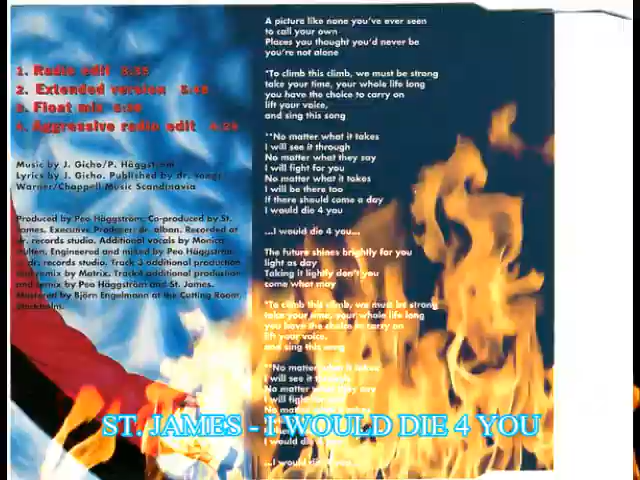 1. Radio edit 3:35
2. Extended version
3. Float mix
4. Aggressive radio edit
Music by J. Gicho/P. Häggström
Lyrics by J. Gicho. Published by dr. songs
Warner/Chappell Music Scandinavia
Produced by Peo Häggström. Co-produced by St.
James. Executive Producer: dr. alban. Recorded at
dr. records studio. Additional vocals by Monica
Engineered and mixed by Peo Häggström
dr. records studio. Track 3 additional production
and remix by Matrix. Track4 additional production
and remix by Peo Häggström and St. James.
Mastered by Björn Engelmann at the Cutting Room,
Stockholm.
A picture like none you've ever seen
to call your own
Places you thought you'd never be
you're not alone
*To climb this climb, we must be strong
take your time, your whole life long
you have the choice to carry on
lift your voice,
and sing this song
**No matter what it takes
I will see it through
No matter what they say
I will fight for you
No matter what it takes
I will be there too
If there should come a day
I would die 4 you
...I would die 4 you...
The future shines brightly for you
light as day
Taking it lightly don't you
come what may
*To climb this climb, we must be strong
take your time, your whole life long
you have the choice to carry on
lift your voice,
and sing this song
**No matter what it takes
I will see it through
No matter what they say
I will fight for you
No matter what it takes
I would die
...I would die 4 you...
ST. JAMES - I WOULD DIE 4 YOU